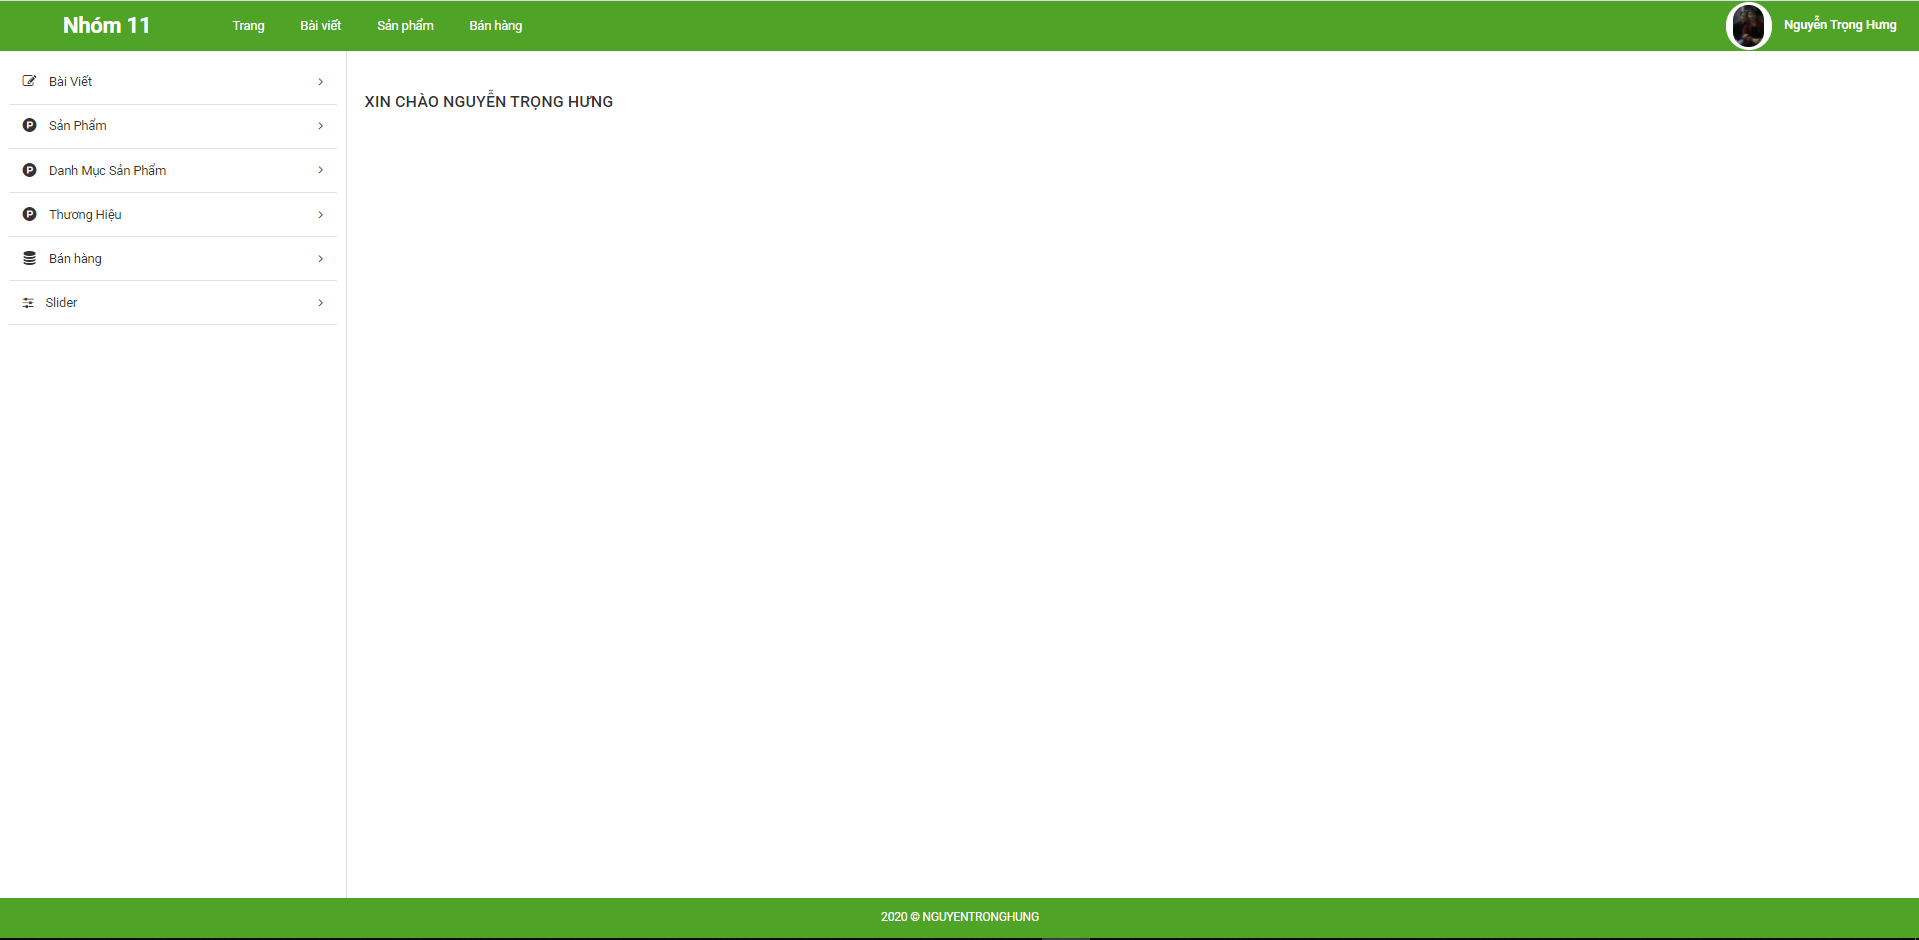 Nhóm 11
Trang
Bài viết
Sản phẩm
Bán hàng
Nguyễn Trọng Hưng
Bài Viết
Sản Phẩm
Danh Mục Sản Phẩm
Thương Hiệu
Bán hàng
Slider
XIN CHÀO NGUYỄN TRỌNG HƯNG
2020 © NGUYENTRONGHUNG